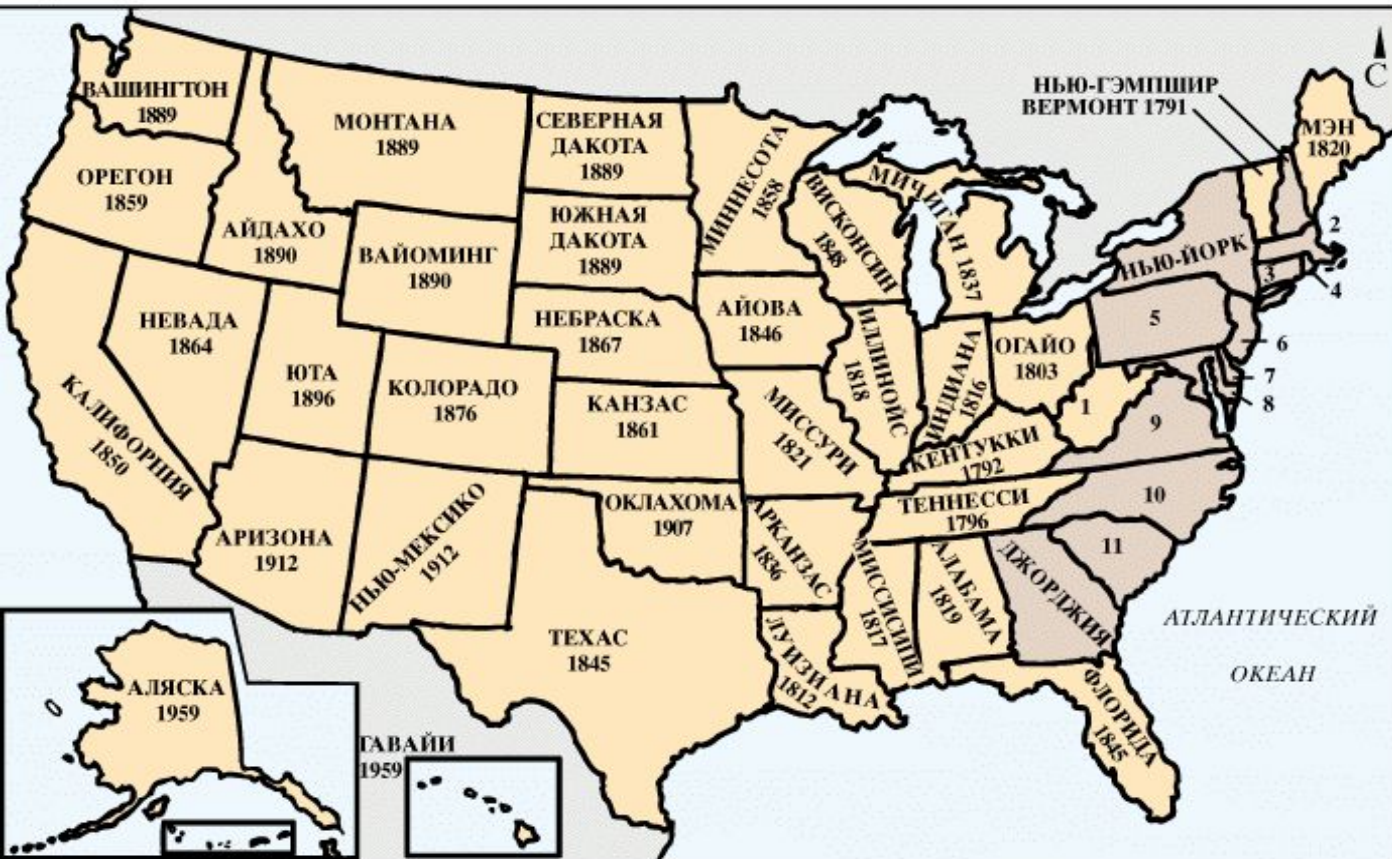 С
НЬЮ-ГЭМПШИР
ВЕРМОНТ 1791
МЭН
1820
ВАШИНГТОН
1889
МОНТАНА
1889
СЕВЕРНАЯ
ДАКОТА
1889
МИННЕСОТА
1858
ОРЕГОН
1859
АЙДАХО
1890
ВАЙОМИНГ
1890
ЮЖНАЯ
ДАКОТА
1889
ВИСКОНСИН
1848
МИЧИГАН 1837
НЬЮ-ЙОРК
2
3
4
НЕВАДА
1864
ЮТА
1896
КОЛОРАДО
1876
НЕБРАСКА
1867
АЙОВА
1846
ИЛЛИНОЙС
1818
ИНДИАНА
1816
ОГАЙО
1803
5
6
7
8
КАЛИФОРНИЯ
1850
КАНЗАС
1861
МИССУРИ
1821
КЕНТУККИ
1792
1
9
АРИЗОНА
1912
НЬЮ-МЕКСИКО
1912
ОКЛАХОМА
1907
АРКАНЗАС
1836
ТЕННЕССИ
1796
10
11
ТЕХАС
1845
ЛУИЗИАНА
1812
МИССИСИПИ
1817
АЛАБАМА
1819
ДЖОРДЖИЯ
ФЛОРИДА
1845
АТЛАНТИЧЕСКИЙ
ОКЕАН
АЛЯСКА
1959
ГАВАЙИ
1959